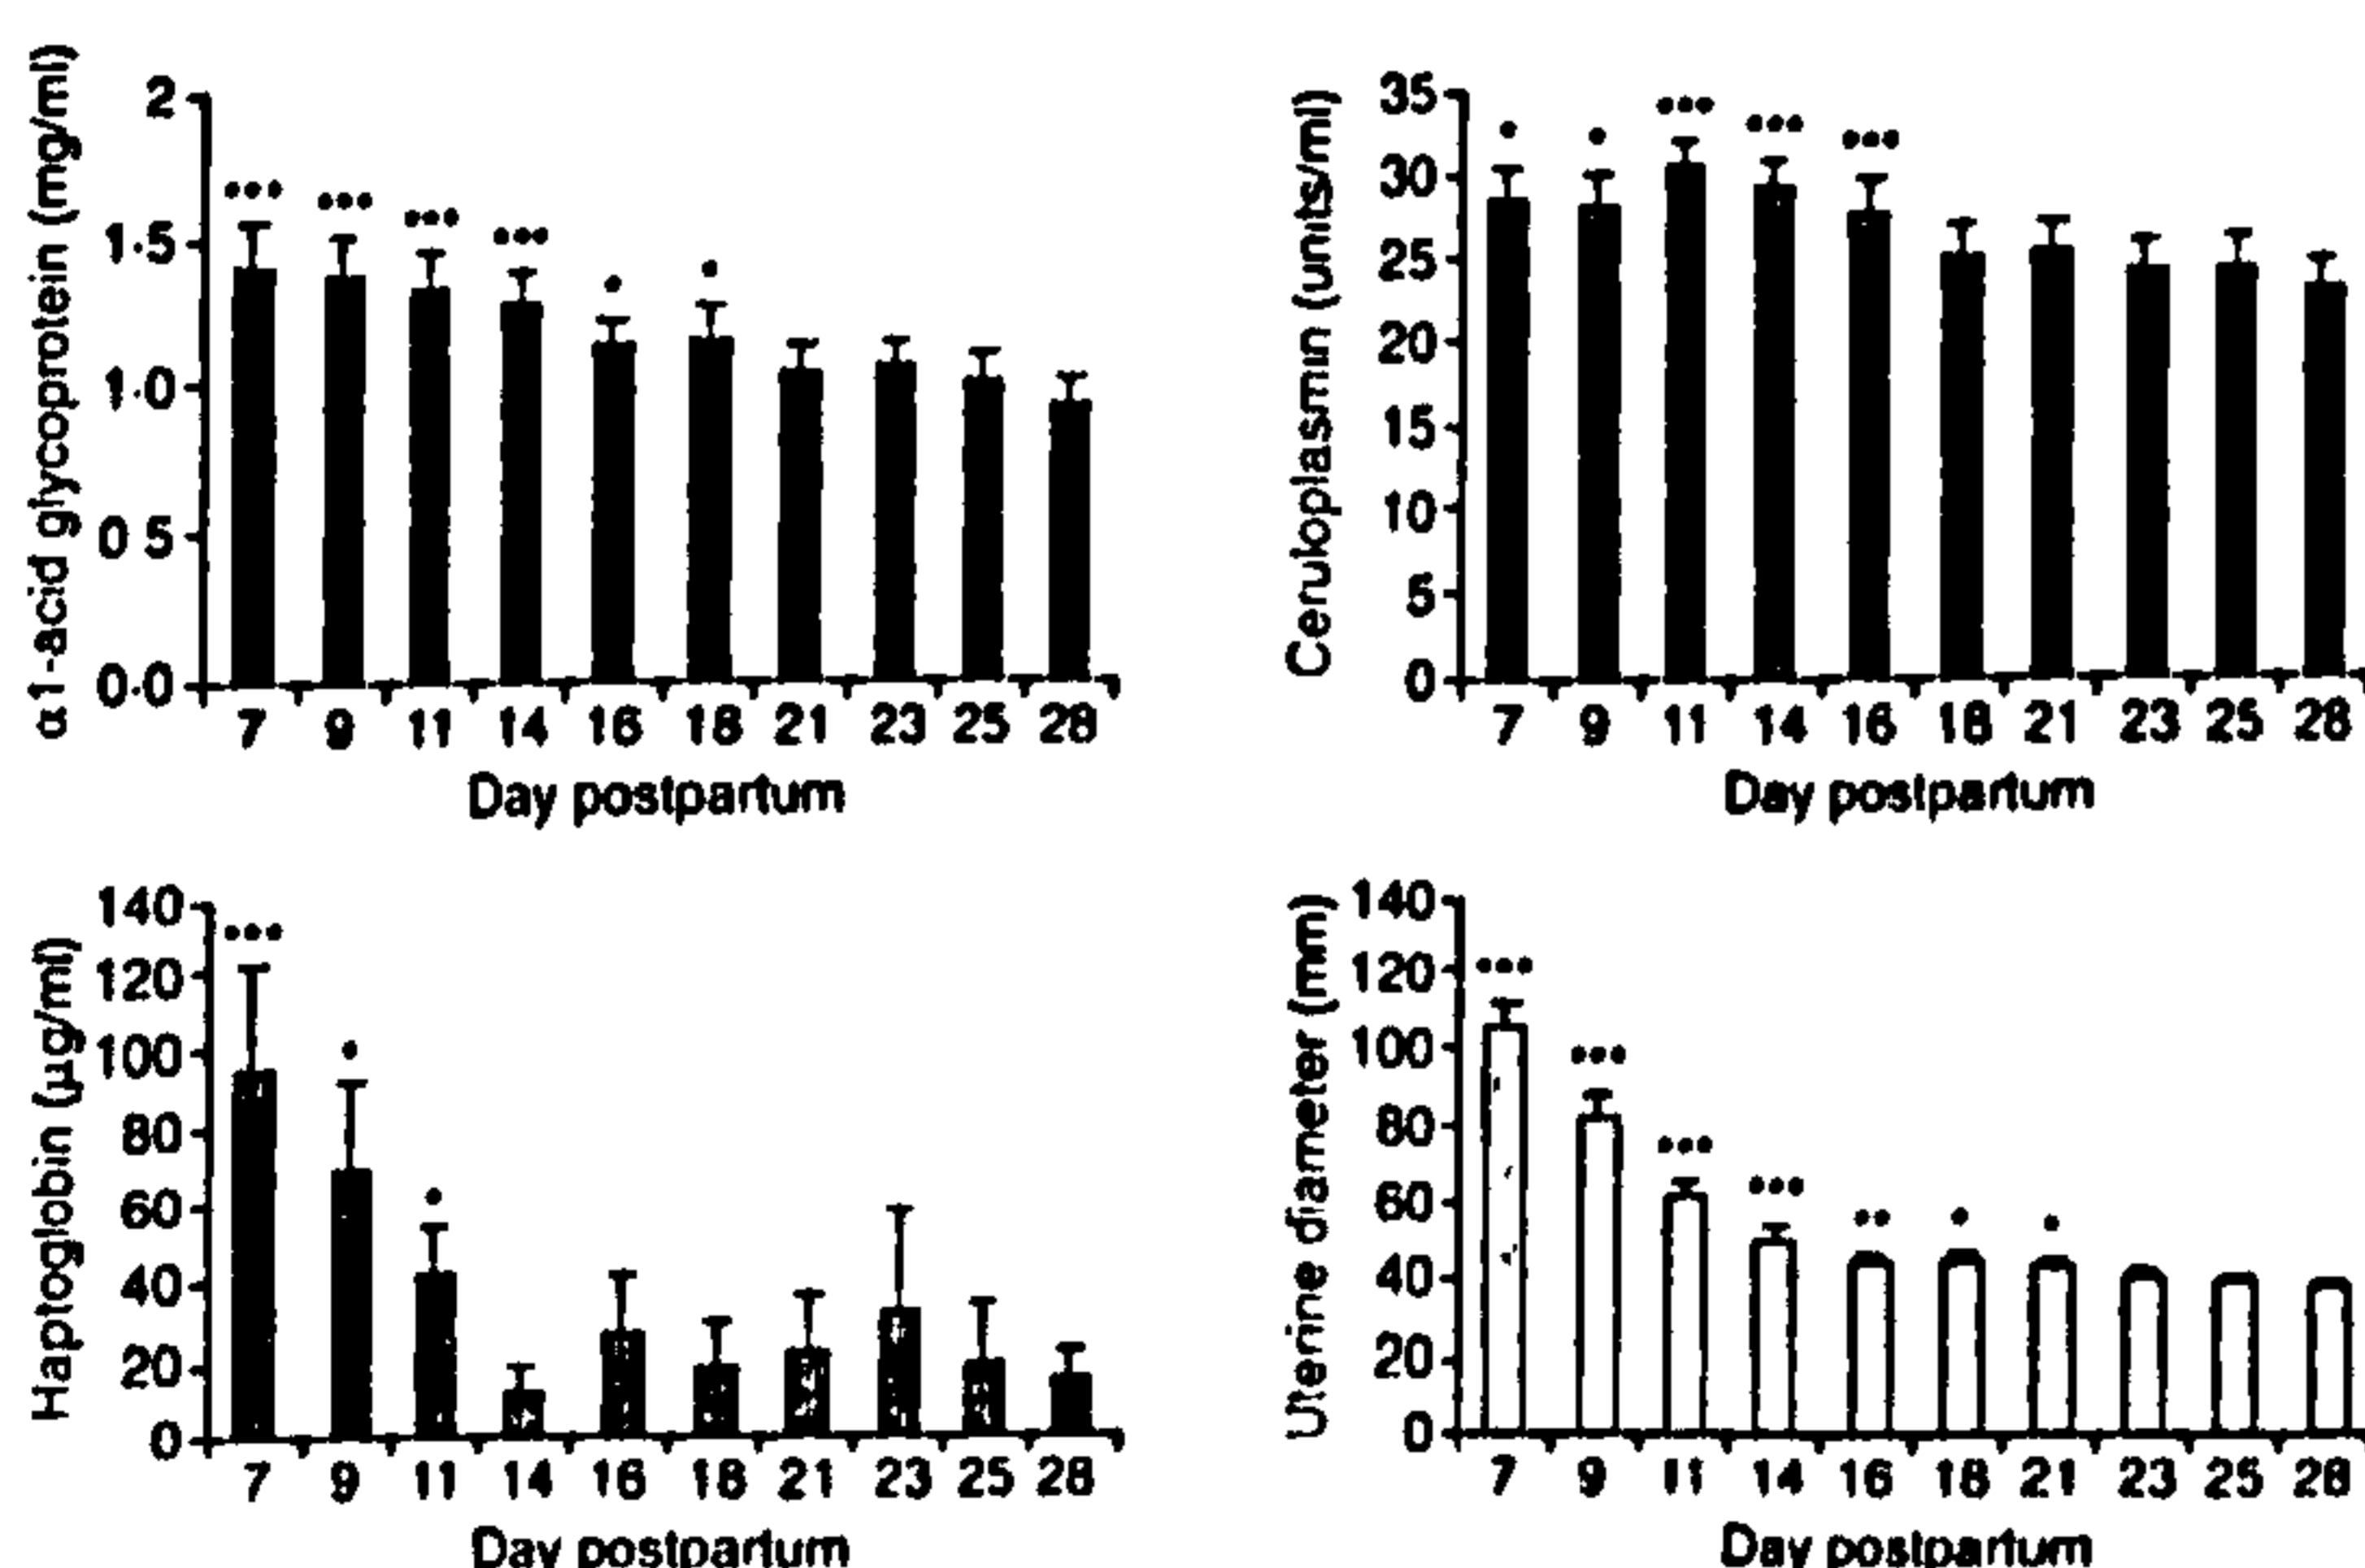 α1-acid glycoprotein (mg/ml)
2
1·5
1·0
0 5
0·0
7 9 11 14 16 18 21 23 25 28
Day postpartum
Ceruloplasmin (units/ml)
35
30
25
20
15
10
5
0
7 9 11 14 16 18 21 23 25 28
Day postpartum
Haptoglobin (µg/ml)
140
120
100
80
60
40
20
0
7 9 11 14 16 18 21 23 25 28
Day postpartum
Uterine diameter (mm)
140
120
100
80
60
40
20
0
7 9 11 14 16 18 21 23 25 28
Day postpartum